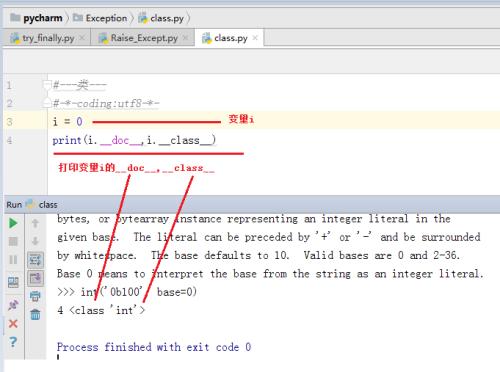 pycharm Exception class.py
try_finally.py Raise_Except.py class.py
1 #---类---
2 #-*-coding:utf8-*-
3 i = 0 变量i
4 print(i.__doc__,i.__class__)
打印变量i的__doc__,__class__
Run class
bytes, or bytearray instance representing an integer literal in the
given base. The literal can be preceded by '+' or '-' and be surrounded
by whitespace. The base defaults to 10. Valid bases are 0 and 2-36.
Base 0 means to interpret the base from the string as an integer literal.
>>> int('0b100', base=0)
4 <class 'int'>
Process finished with exit code 0